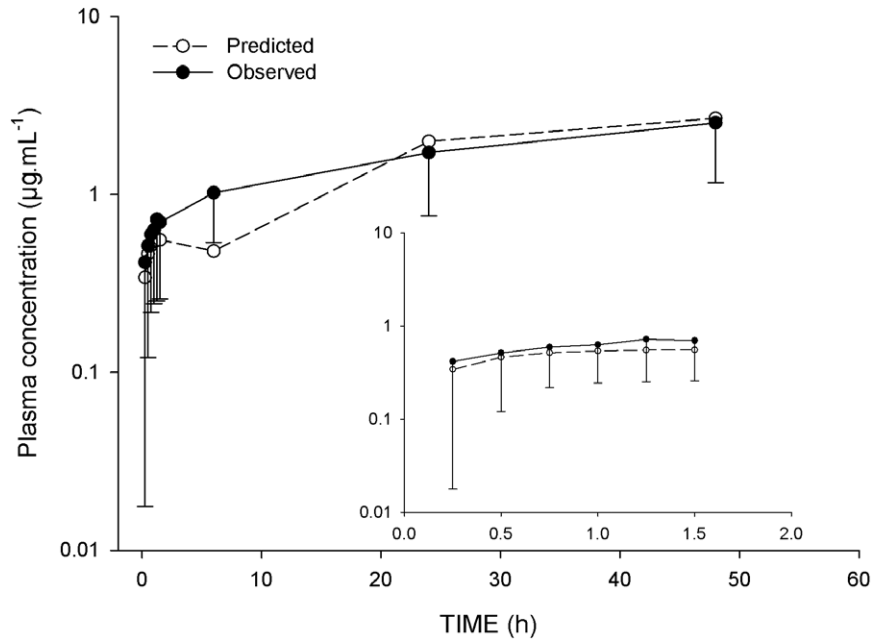 10
Predicted
Observed
Plasma concentration (µg.mL⁻¹)
1
10
1
0.1
0.1
0.01
0.0 0.5 1.0 1.5 2.0
0.01
0 10 20 30 40 50 60
TIME (h)